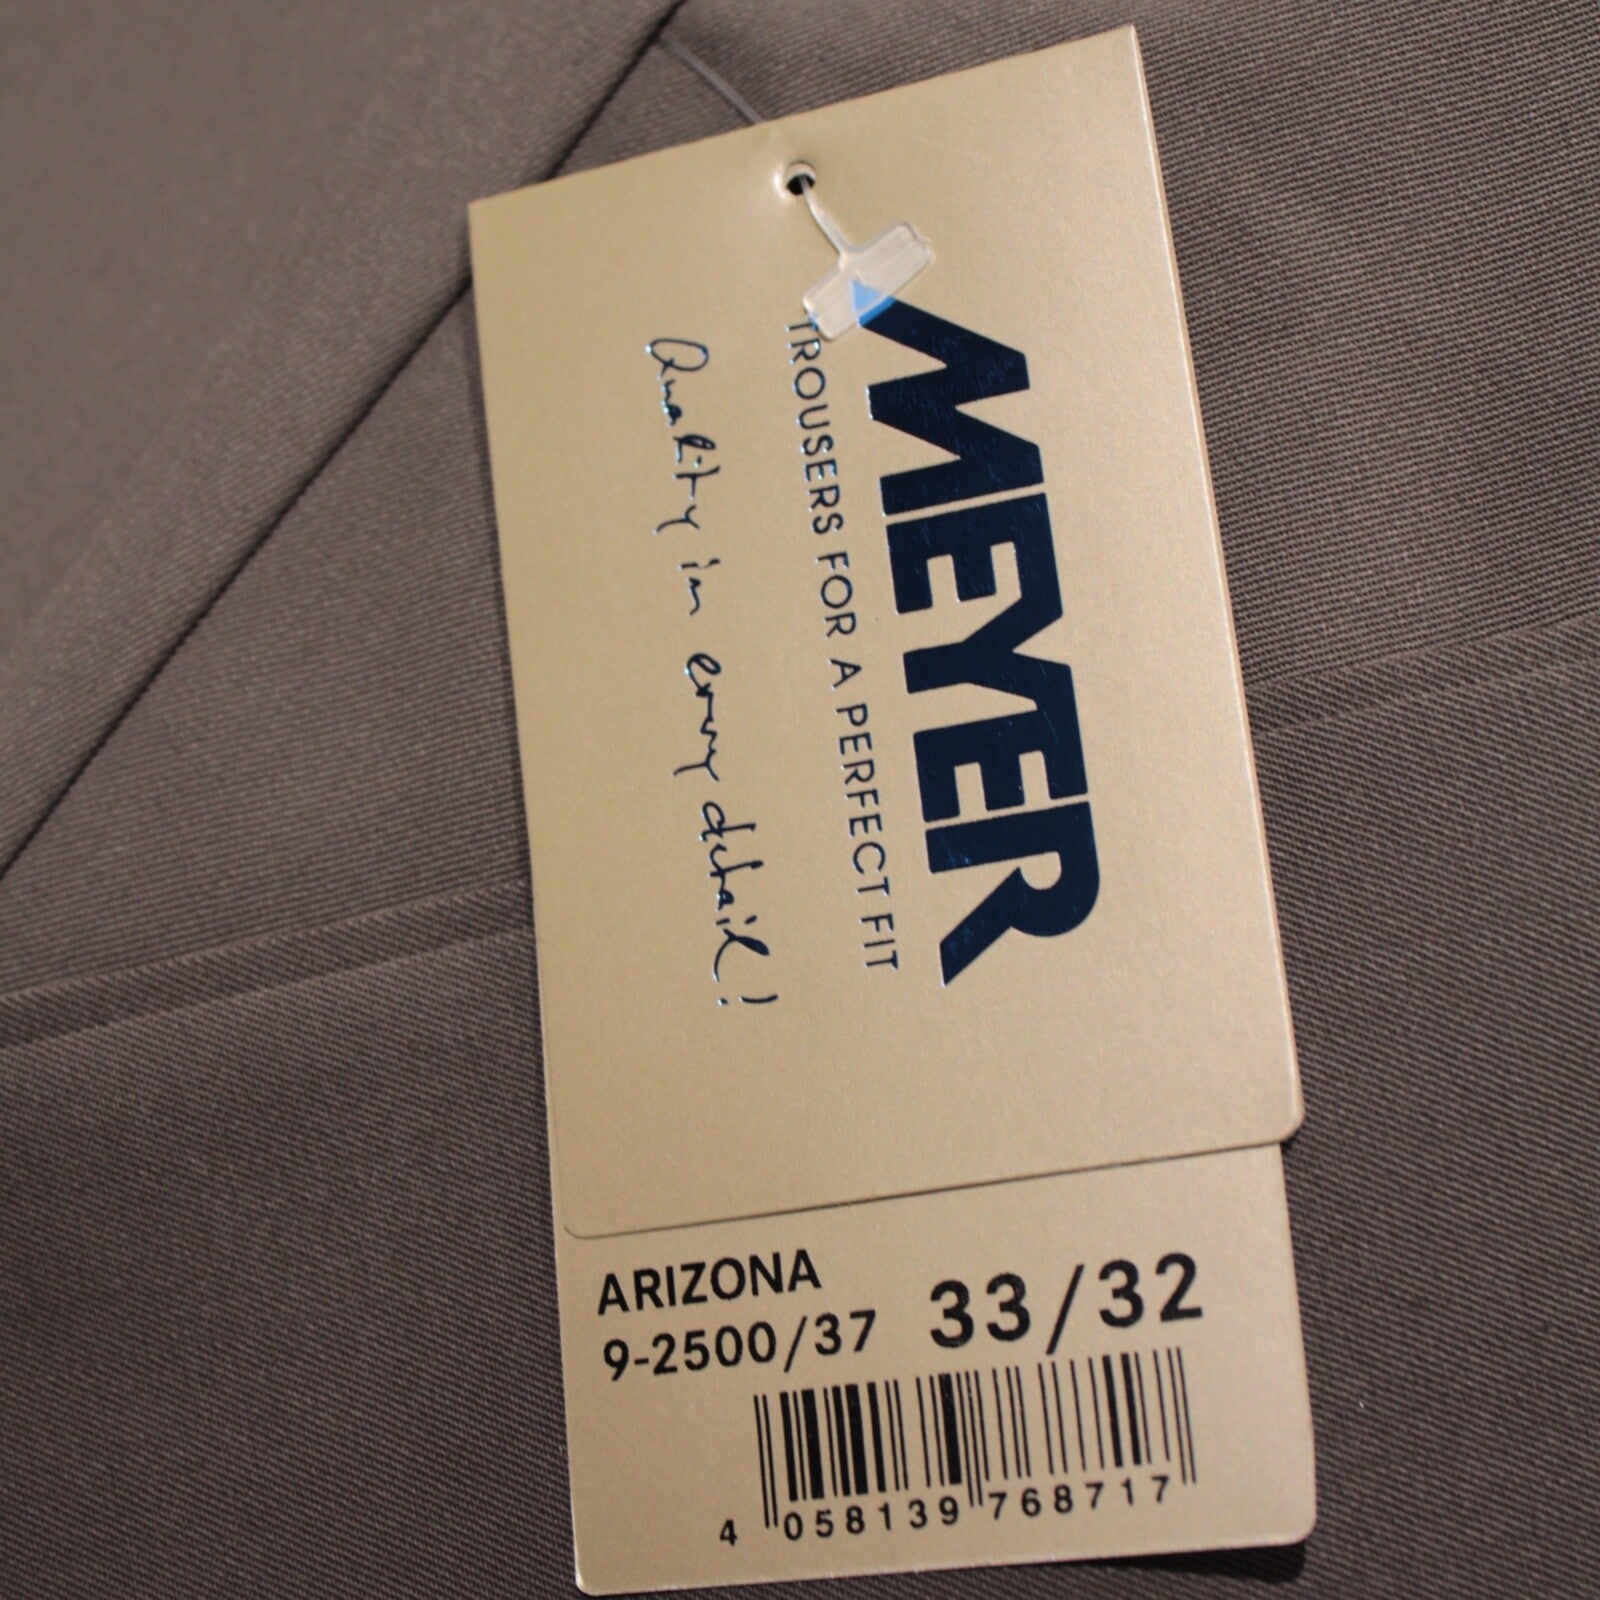 MEYER
TROUSERS FOR A PERFECT FIT
Quality in every detail!
ARIZONA
9-2500/37 33/32
4 058139 768717